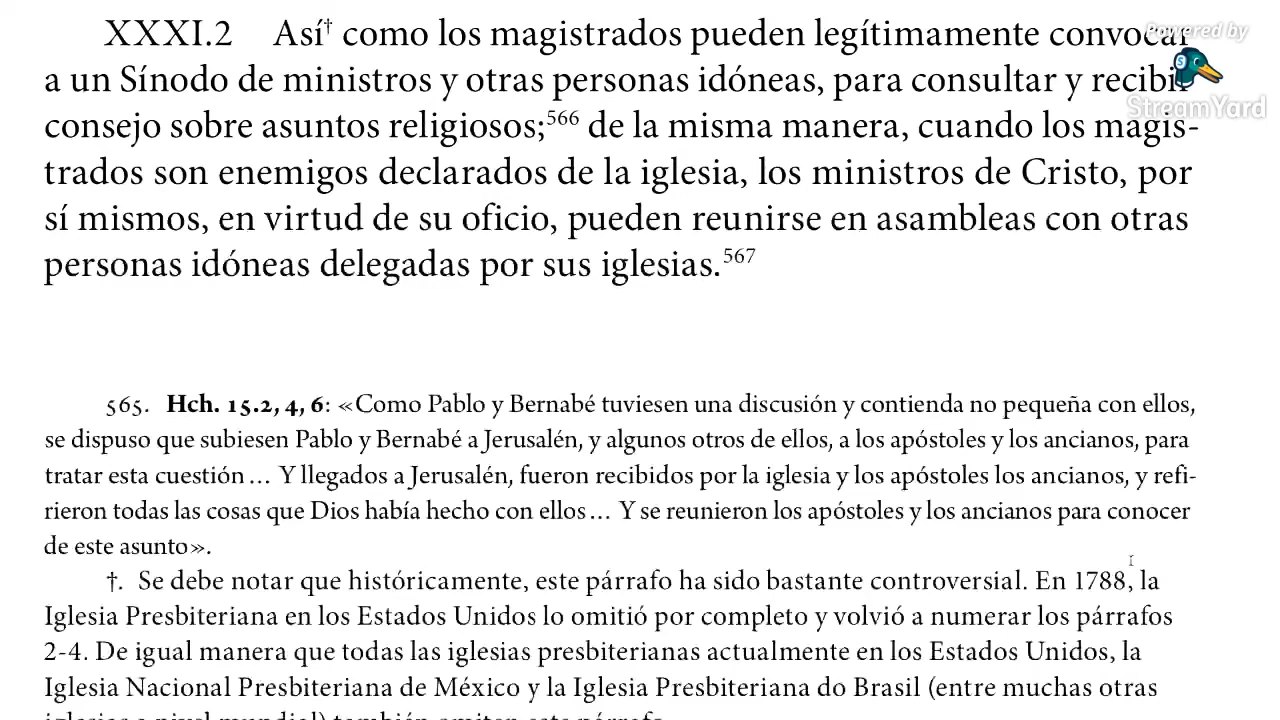 XXXI.2 Así† como los magistrados pueden legítimamente convocar
a un Sínodo de ministros y otras personas idóneas, para consultar y recibir
consejo sobre asuntos religiosos;566 de la misma manera, cuando los magis-
trados son enemigos declarados de la iglesia, los ministros de Cristo, por
sí mismos, en virtud de su oficio, pueden reunirse en asambleas con otras
personas idóneas delegadas por sus iglesias.567
Powered by
StreamYard
565. Hch. 15.2, 4, 6: «Como Pablo y Bernabé tuviesen una discusión y contienda no pequeña con ellos,
se dispuso que subiesen Pablo y Bernabé a Jerusalén, y algunos otros de ellos, a los apóstoles y los ancianos, para
tratar esta cuestión… Y llegados a Jerusalén, fueron recibidos por la iglesia y los apóstoles los ancianos, y refi-
rieron todas las cosas que Dios había hecho con ellos… Y se reunieron los apóstoles y los ancianos para conocer
de este asunto».
†. Se debe notar que históricamente, este párrafo ha sido bastante controversial. En 1788, la
Iglesia Presbiteriana en los Estados Unidos lo omitió por completo y volvió a numerar los párrafos
2-4. De igual manera que todas las iglesias presbiterianas actualmente en los Estados Unidos, la
Iglesia Nacional Presbiteriana de México y la Iglesia Presbiteriana do Brasil (entre muchas otras
iglesias a nivel mundial) también omiten este párrafo.